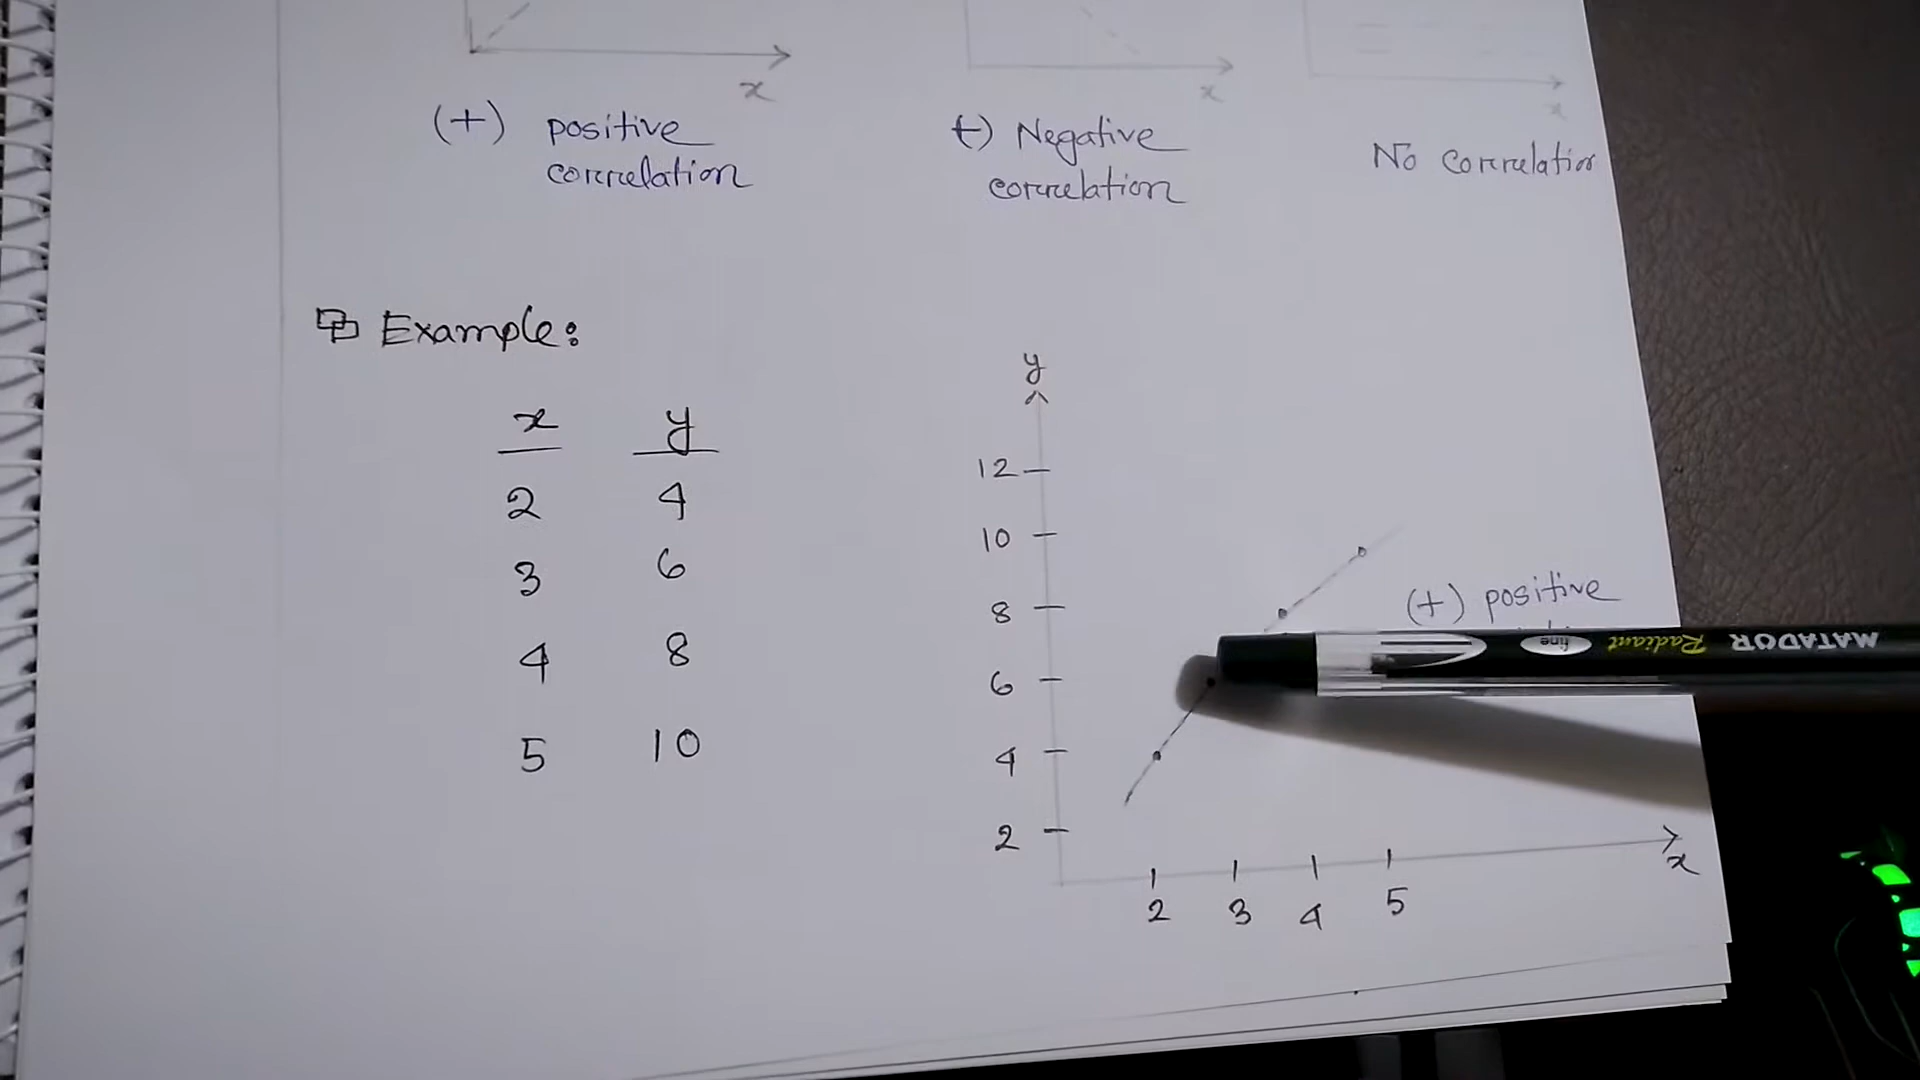 x
x
x
(+) positive
correlation
(-) Negative
correlation
No correlation
Example:
x y
2 4
3 6
4 8
5 10
y
12
10
8
6
4
2
2 3 4 5
x
(+) positive
MATADOR Radiant fine